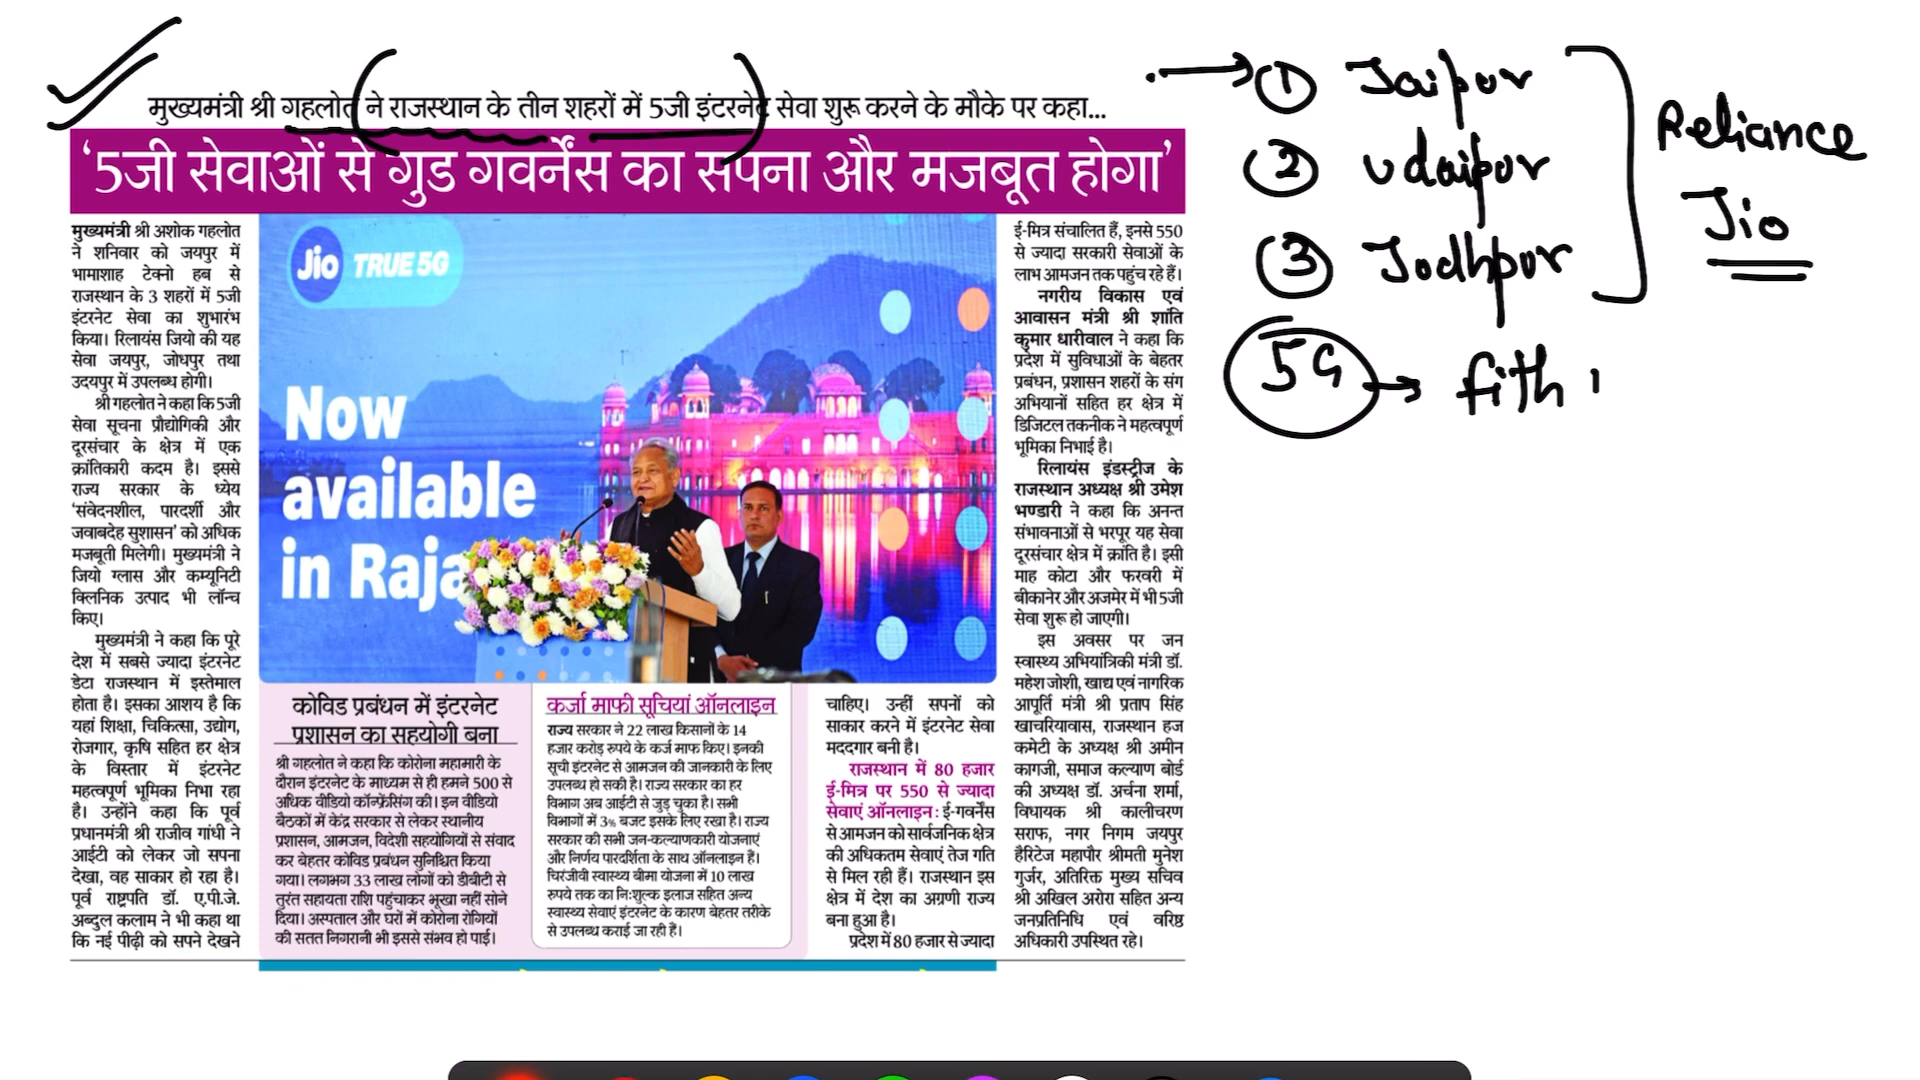 मुख्यमंत्री श्री गहलोत ने राजस्थान के तीन शहरों में 5जी इंटरनेट सेवा शुरू करने के मौके पर कहा...
‘5जी सेवाओं से गुड गवर्नेंस का सपना और मजबूत होगा’
मुख्यमंत्री श्री अशोक गहलोत
ने शनिवार को जयपुर में
भामाशाह टेक्नो हब से
राजस्थान के 3 शहरों में 5जी
इंटरनेट सेवा का शुभारंभ
किया। रिलायंस जियो की यह
सेवा जयपुर, जोधपुर तथा
उदयपुर में उपलब्ध होगी।
श्री गहलोत ने कहा कि 5जी
सेवा सूचना प्रौद्योगिकी और
दूरसंचार के क्षेत्र में एक
क्रांतिकारी कदम है। इससे
राज्य सरकार के ध्येय
‘संवेदनशील, पारदर्शी और
जवाबदेह सुशासन’ को अधिक
मजबूती मिलेगी। मुख्यमंत्री ने
जियो ग्लास और कम्यूनिटी
क्लिनिक उत्पाद भी लॉन्च
किए।
मुख्यमंत्री ने कहा कि पूरे
देश में सबसे ज्यादा इंटरनेट
डेटा राजस्थान में इस्तेमाल
होता है। इसका आशय है कि
यहां शिक्षा, चिकित्सा, उद्योग,
रोजगार, कृषि सहित हर क्षेत्र
के विस्तार में इंटरनेट
महत्वपूर्ण भूमिका निभा रहा
है। उन्होंने कहा कि पूर्व
प्रधानमंत्री श्री राजीव गांधी ने
आईटी को लेकर जो सपना
देखा, वह साकार हो रहा है।
पूर्व राष्ट्रपति डॉ. ए.पी.जे.
अब्दुल कलाम ने भी कहा था
कि नई पीढ़ी को सपने देखने
Jio TRUE 5G
Now
available
in Raja
कोविड प्रबंधन में इंटरनेट
प्रशासन का सहयोगी बना
श्री गहलोत ने कहा कि कोरोना महामारी के
दौरान इंटरनेट के माध्यम से ही हमने 500 से
अधिक वीडियो कॉन्फ्रेंसिंग की। इन वीडियो
बैठकों में केंद्र सरकार से लेकर स्थानीय
प्रशासन, आमजन, विदेशी सहयोगियों से संवाद
कर बेहतर कोविड प्रबंधन सुनिश्चित किया
गया। लगभग 33 लाख लोगों को डीबीटी से
तुरंत सहायता राशि पहुंचाकर भूखा नहीं सोने
दिया। अस्पताल और घरों में कोरोना रोगियों
की सतत निगरानी भी इससे संभव हो पाई।
कर्जा माफी सूचियां ऑनलाइन
राज्य सरकार ने 22 लाख किसानों के 14
हजार करोड़ रुपये के कर्ज माफ किए। इनकी
सूची इंटरनेट से आमजन की जानकारी के लिए
उपलब्ध हो सकी है। राज्य सरकार का हर
विभाग अब आईटी से जुड़ चुका है। सभी
विभागों में 3% बजट इसके लिए रखा है। राज्य
सरकार की सभी जन-कल्याणकारी योजनाएं
और निर्णय पारदर्शिता के साथ ऑनलाइन हैं।
चिरंजीवी स्वास्थ्य बीमा योजना में 10 लाख
रुपये तक का नि:शुल्क इलाज सहित अन्य
स्वास्थ्य सेवाएं इंटरनेट के कारण बेहतर तरीके
से उपलब्ध कराई जा रही हैं।
चाहिए। उन्हीं सपनों को
साकार करने में इंटरनेट सेवा
मददगार बनी है।
राजस्थान में 80 हजार
ई-मित्र पर 550 से ज्यादा
सेवाएं ऑनलाइन: ई-गवर्नेंस
से आमजन को सार्वजनिक क्षेत्र
की अधिकतम सेवाएं तेज गति
से मिल रही हैं। राजस्थान इस
क्षेत्र में देश का अग्रणी राज्य
बना हुआ है।
प्रदेश में 80 हजार से ज्यादा
ई-मित्र संचालित हैं, इनसे 550
से ज्यादा सरकारी सेवाओं के
लाभ आमजन तक पहुंच रहे हैं।
नगरीय विकास एवं
आवासन मंत्री श्री शांति
कुमार धारीवाल ने कहा कि
प्रदेश में सुविधाओं के बेहतर
प्रबंधन, प्रशासन शहरों के संग
अभियानों सहित हर क्षेत्र में
डिजिटल तकनीक ने महत्वपूर्ण
भूमिका निभाई है।
रिलायंस इंडस्ट्रीज के
राजस्थान अध्यक्ष श्री उमेश
भण्डारी ने कहा कि अनन्त
संभावनाओं से भरपूर यह सेवा
दूरसंचार क्षेत्र में क्रांति है। इसी
माह कोटा और फरवरी में
बीकानेर और अजमेर में भी 5जी
सेवा शुरू हो जाएगी।
इस अवसर पर जन
स्वास्थ्य अभियांत्रिकी मंत्री डॉ.
महेश जोशी, खाद्य एवं नागरिक
आपूर्ति मंत्री श्री प्रताप सिंह
खाचरियावास, राजस्थान हज
कमेटी के अध्यक्ष श्री अमीन
कागजी, समाज कल्याण बोर्ड
की अध्यक्ष डॉ. अर्चना शर्मा,
विधायक श्री कालीचरण
सराफ, नगर निगम जयपुर
हैरिटेज महापौर श्रीमती मुनेश
गुर्जर, अतिरिक्त मुख्य सचिव
श्री अखिल अरोरा सहित अन्य
जनप्रतिनिधि एवं वरिष्ठ
अधिकारी उपस्थित रहे।
→ ① Jaipur
② Udaipur
③ Jodhpur
Reliance
Jio
5G → fifth